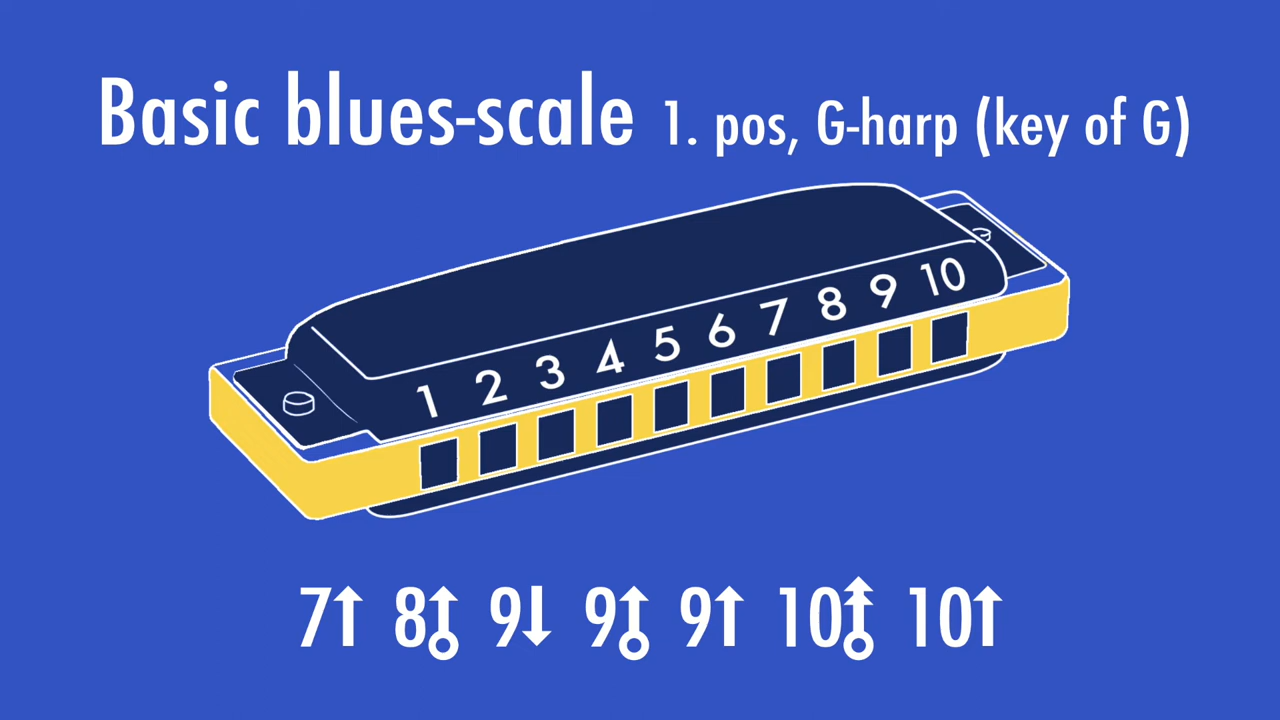 Basic blues-scale 1. pos, G-harp (key of G)
1 2 3 4 5 6 7 8 9 10
7↑ 8↑ 9↓ 9↑ 9↑ 10↑ 10↑